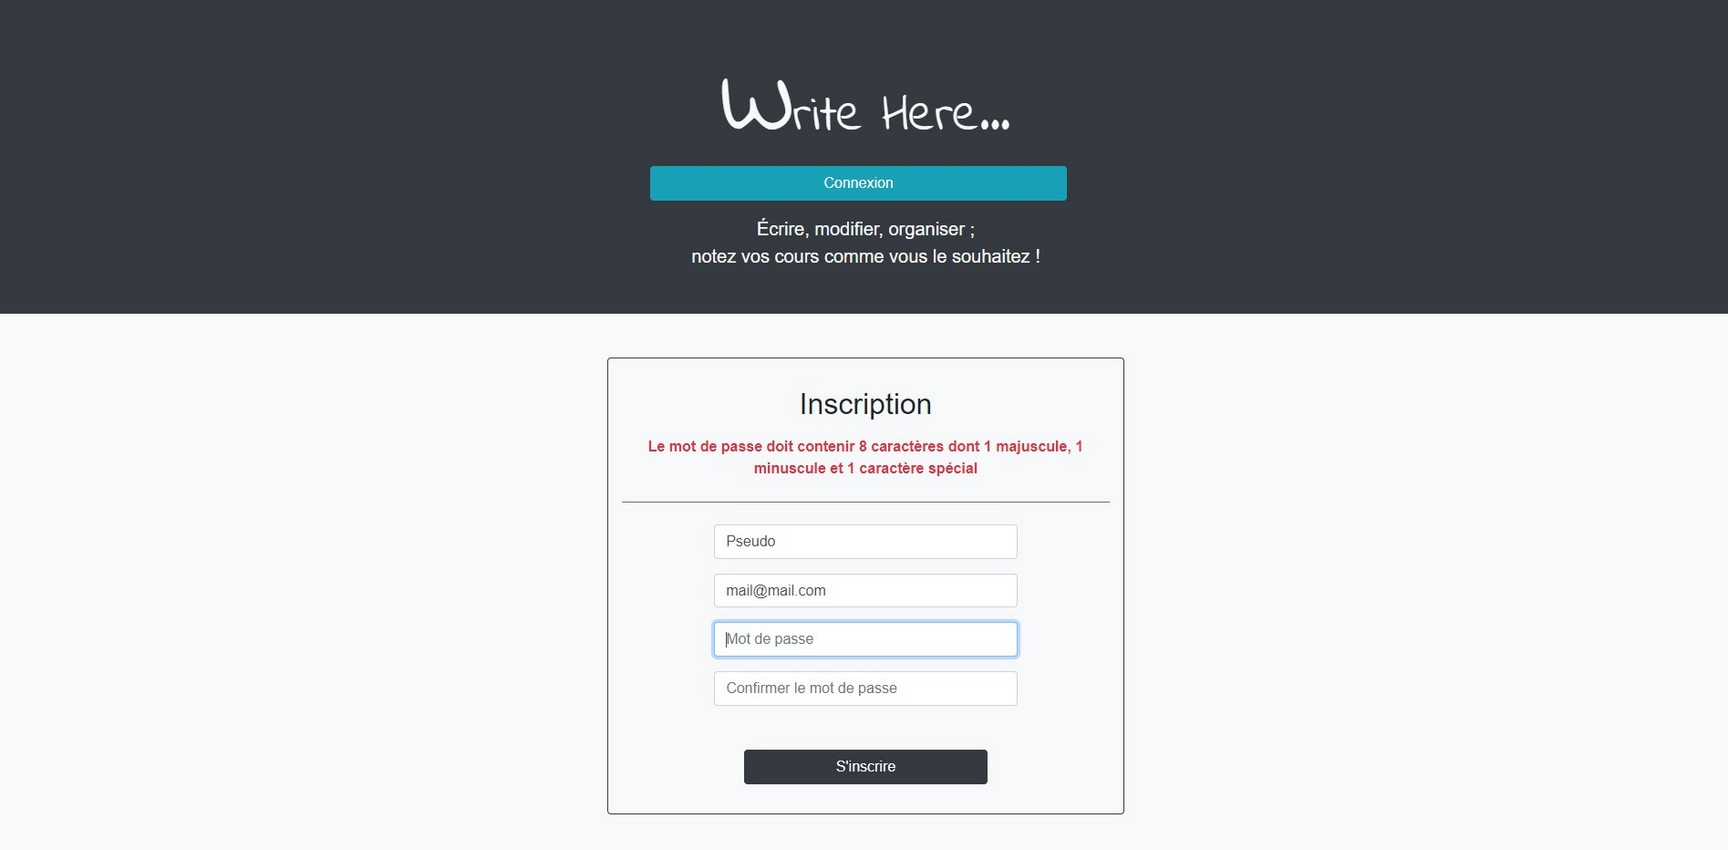 Write Here...
Connexion
Écrire, modifier, organiser ;
notez vos cours comme vous le souhaitez !
Inscription
Le mot de passe doit contenir 8 caractères dont 1 majuscule, 1
minuscule et 1 caractère spécial
Pseudo
mail@mail.com
Mot de passe
Confirmer le mot de passe
S'inscrire